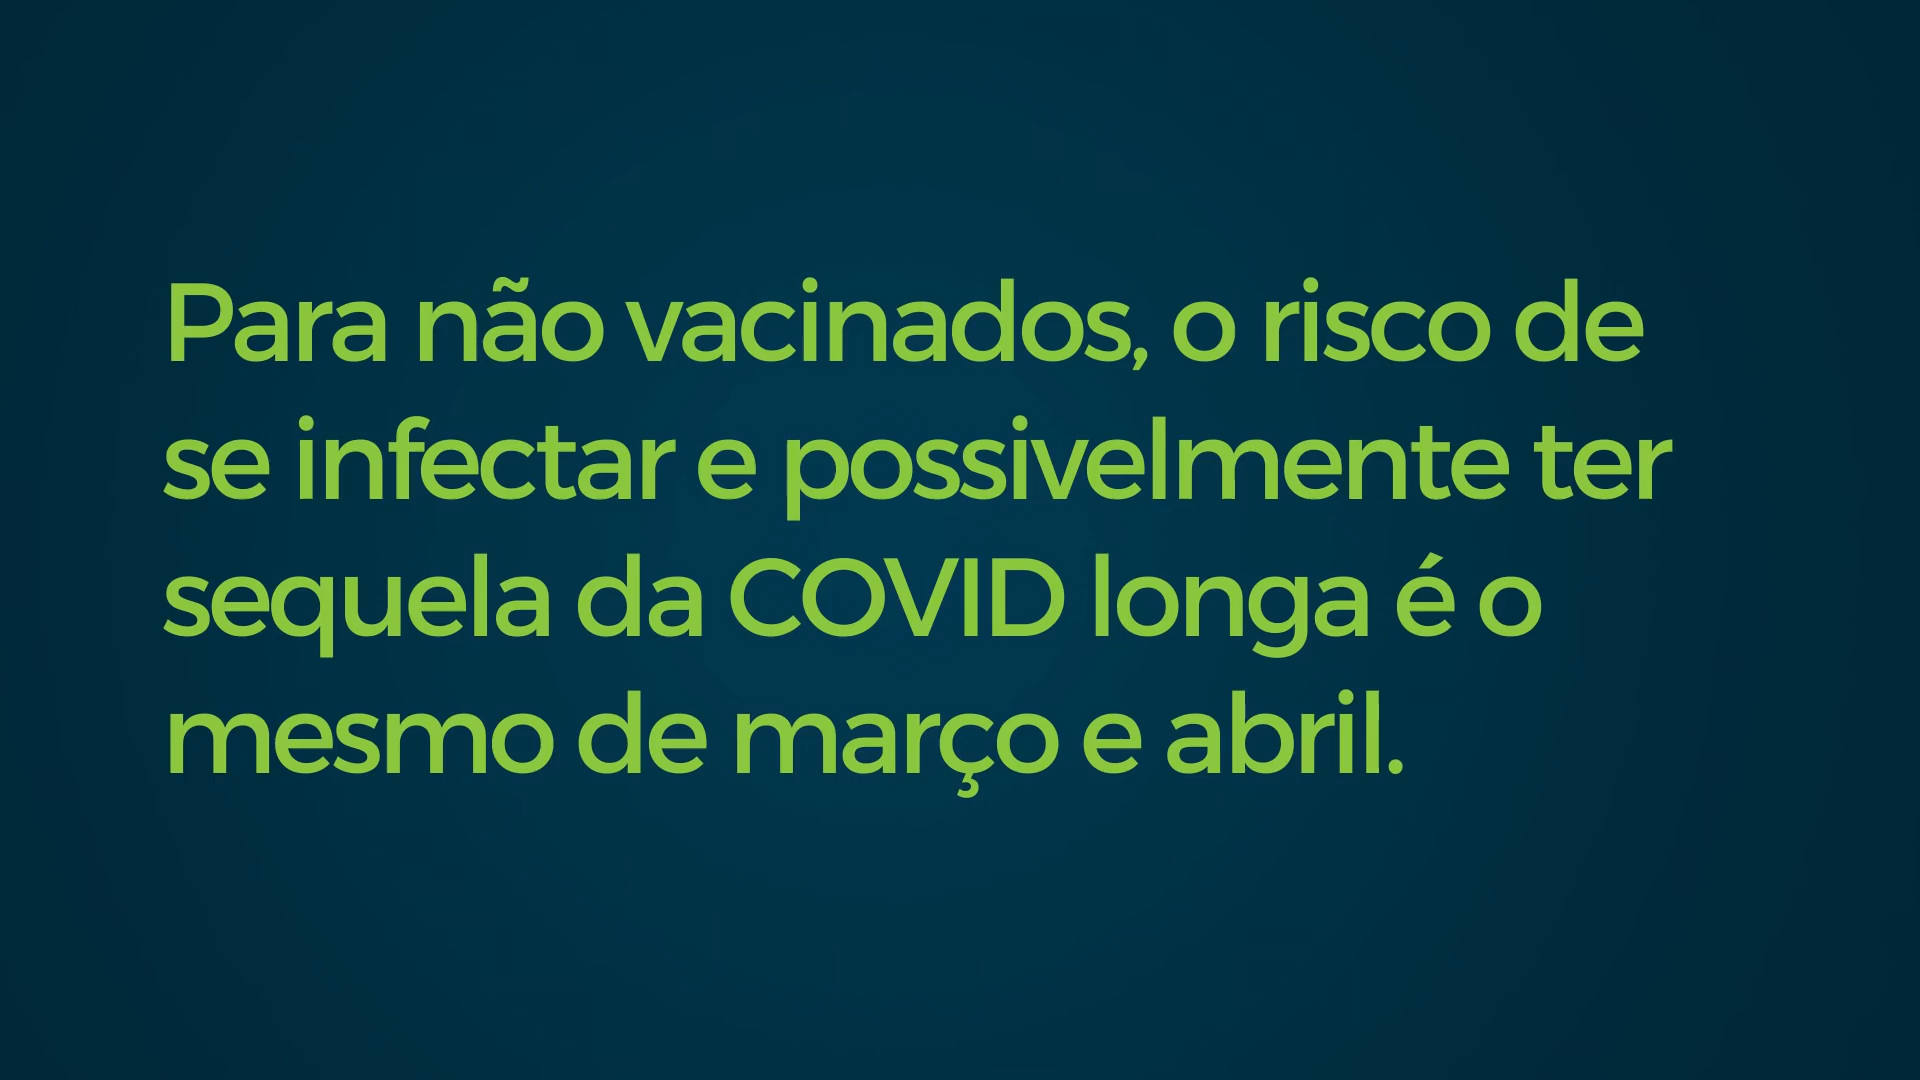 Para não vacinados, o risco de
se infectar e possivelmente ter
sequela da COVID longa é o
mesmo de março e abril.